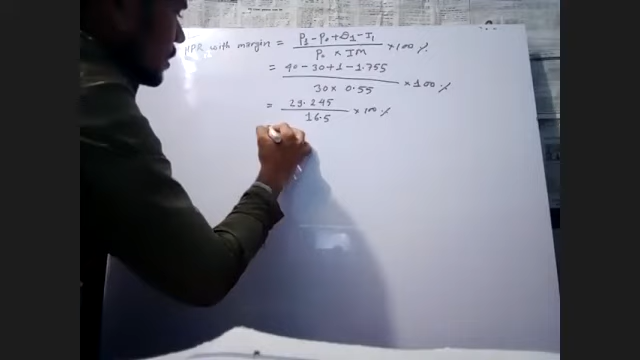 HPR with margin = P1 - P0 + D1 - I1 / P0 × IM × 100 %
= 40 - 30 + 1 - 1.755 / 30 × 0.55 × 100 %
= 29.245 / 16.5 × 100 %